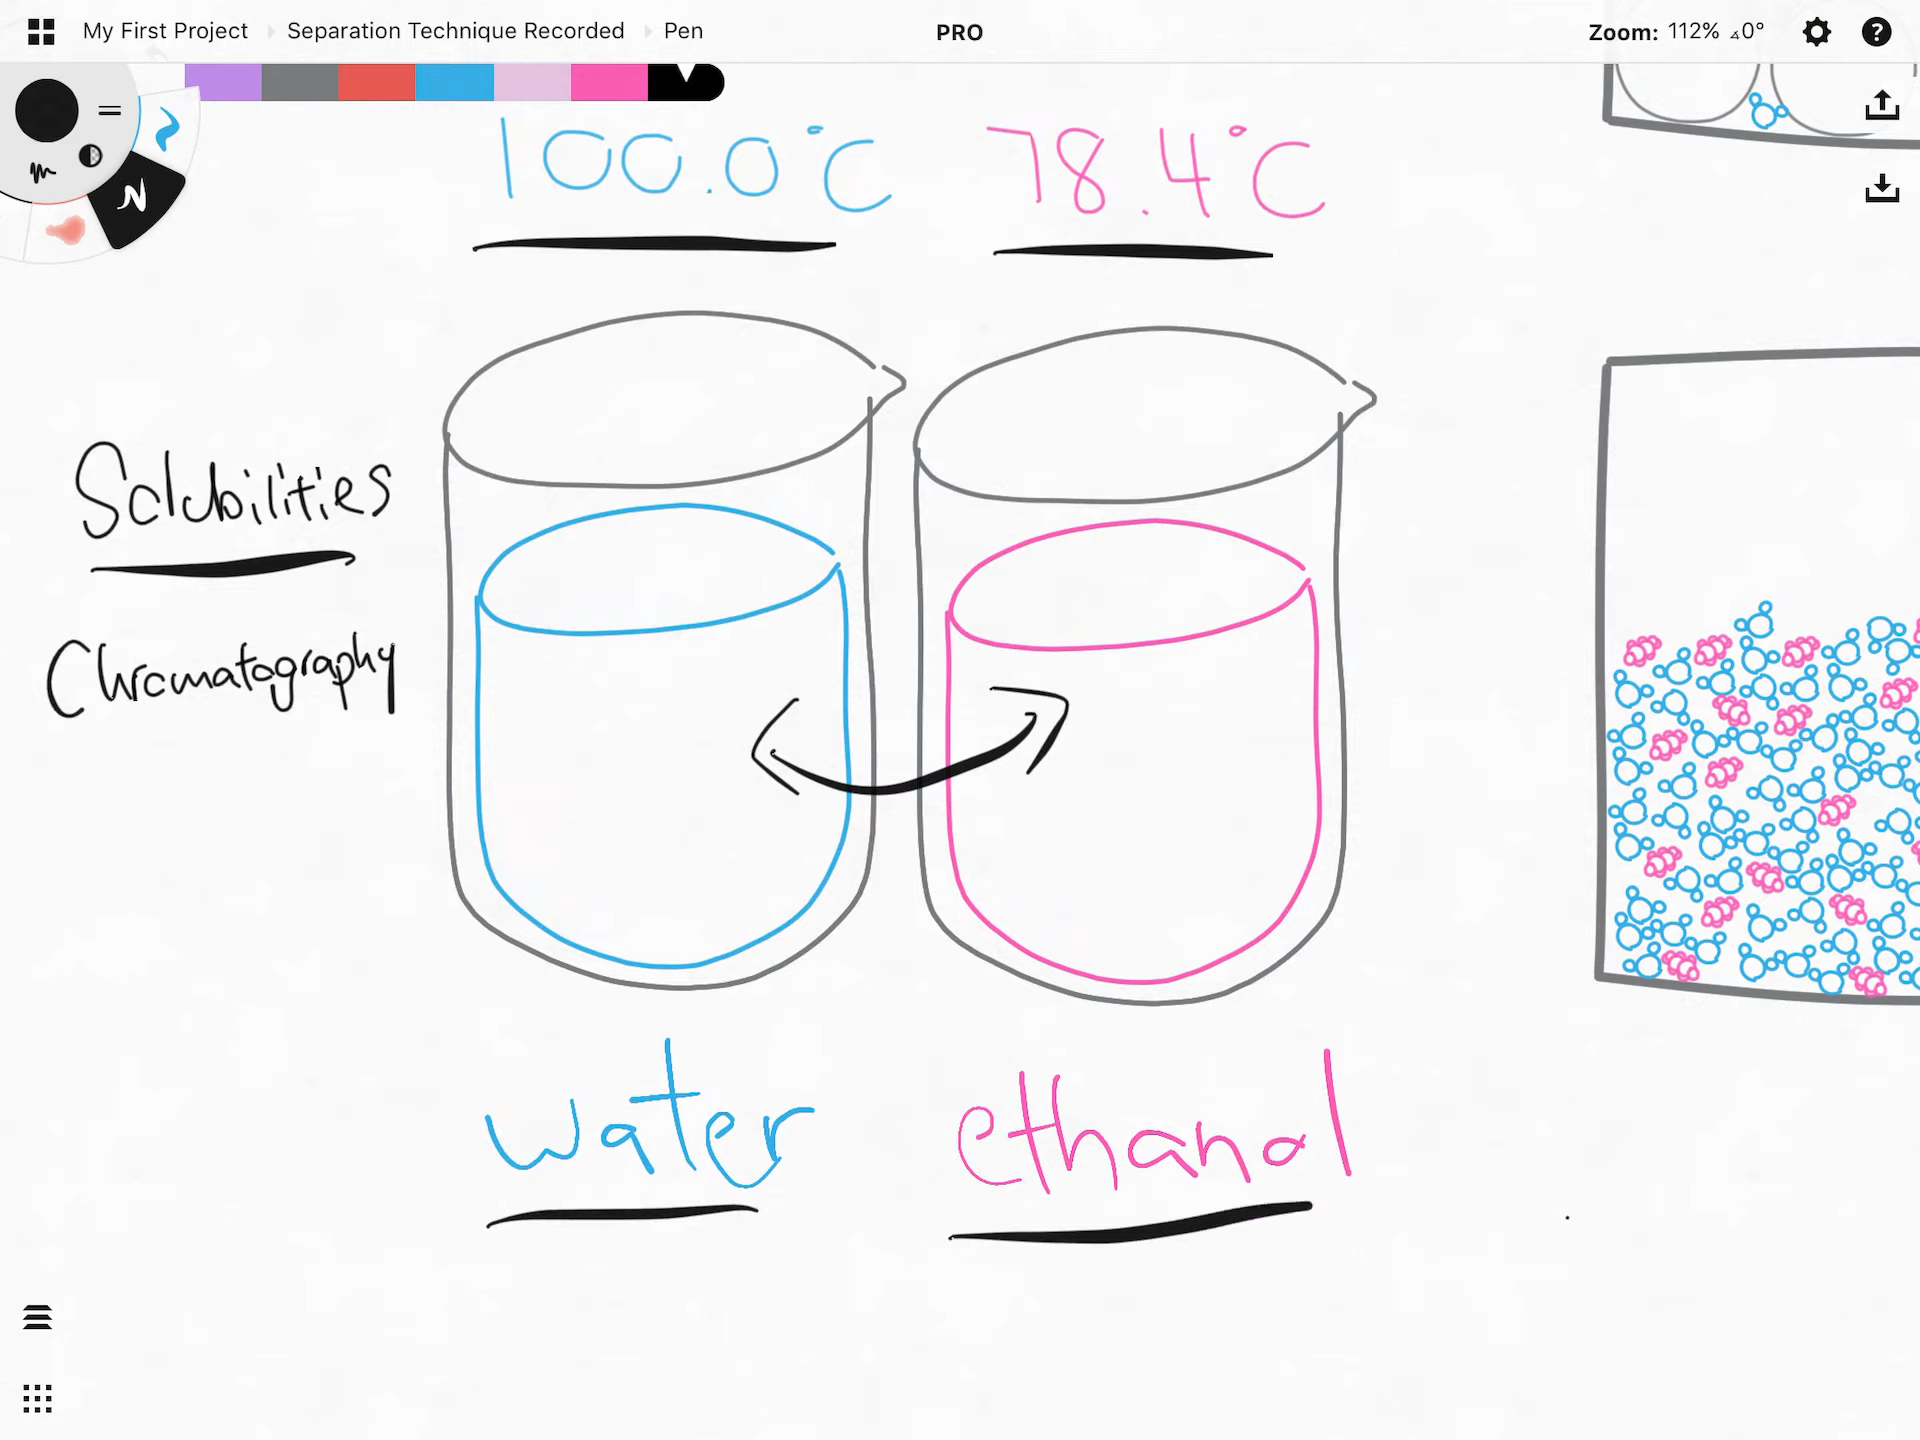 My First Project Separation Technique Recorded Pen PRO Zoom: 112% ⦟0°
100.0°C 78.4°C
Solubilities
Chromatography
water ethanol